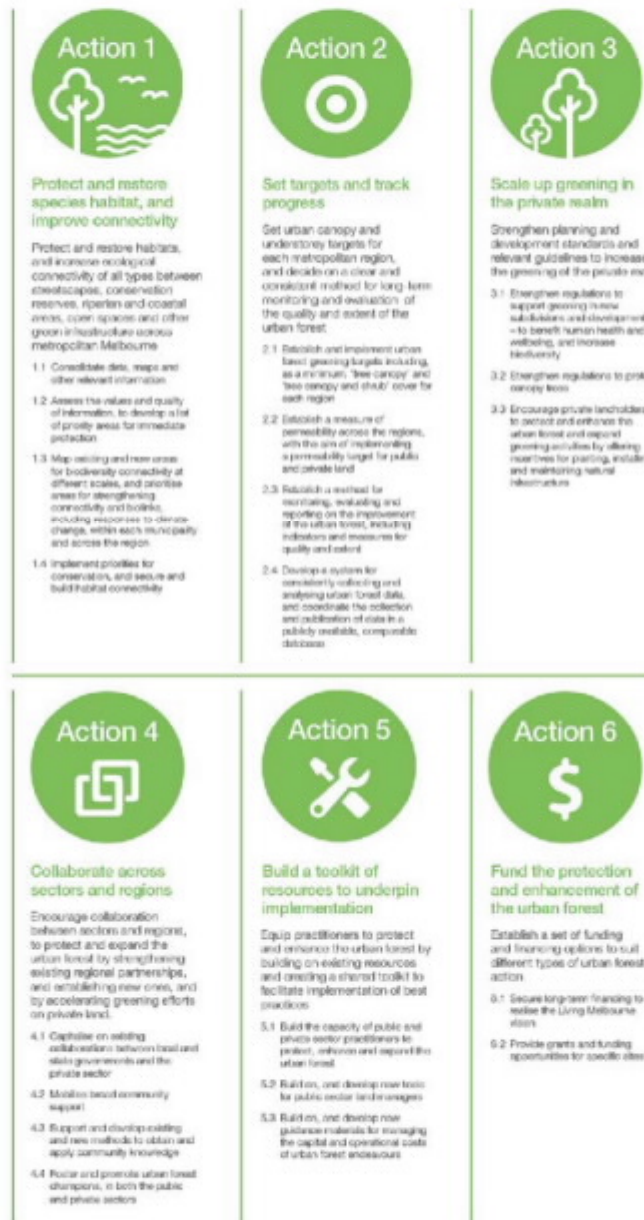 Action 1
Protect and restore
species habitat, and
improve connectivity
Protect and restore habitats,
and increase ecological
connectivity of all types between
streetscapes, conservation
reserves, riparian and coastal
areas, open spaces and other
green infrastructure across
metropolitan Melbourne
1.1 Consolidate data, maps and
other relevant information
1.2 Assess the values and quality
of information, to develop a list
of priority areas for immediate
protection
1.3 Map existing and new areas
for biodiversity connectivity at
different scales, and prioritise
areas for strengthening
connectivity and biolinks,
including responses to climate
change, within each municipality
and across the region
1.4 Implement priorities for
conservation, and secure and
build habitat connectivity
Action 2
Set targets and track
progress
Set urban canopy and
understorey targets for
each metropolitan region,
and decide on a clear and
consistent method for long-term
monitoring and evaluation of
the quality and extent of the
urban forest
2.1 Establish and implement urban
forest greening targets including,
as a minimum, 'tree canopy' and
'tree canopy and shrub' cover for
each region
2.2 Establish a measure of
permeability across the regions,
with the aim of implementing
a permeability target for public
and private land
2.3 Establish a method for
monitoring, evaluating and
reporting on the improvement
of the urban forest, including
indicators and measures for
quality and extent
2.4 Develop a system for
consistently collecting and
analysing urban forest data,
and coordinate the collection
and publication of data in a
publicly available, comparable
database
Action 3
Scale up greening in
the private realm
Strengthen planning and
development standards and
relevant guidelines to increase
the greening of the private
3.1 Strengthen regulations to
support greening in new
subdivisions and development
– to benefit human health and
wellbeing, and increase
biodiversity
3.2 Strengthen regulations to
canopy trees
3.3 Encourage private landholders
to protect and enhance the
urban forest and expand
greening activities by offering
incentives for planting,
and maintaining natural
infrastructure
Action 4
Collaborate across
sectors and regions
Encourage collaboration
between sectors and regions,
to protect and expand the
urban forest by strengthening
existing regional partnerships,
and establishing new ones, and
by accelerating greening efforts
on private land.
4.1 Capitalise on existing
collaborations between local and
state governments and the
private sector
4.2 Mobilise broad community
support
4.3 Support and develop existing
and new methods to obtain and
apply community knowledge
4.4 Foster and promote urban forest
champions, in both the public
and private sectors
Action 5
Build a toolkit of
resources to underpin
implementation
Equip practitioners to protect
and enhance the urban forest by
building on existing resources
and creating a shared toolkit to
facilitate implementation of best
practices
5.1 Build the capacity of public and
private sector practitioners to
protect, enhance and expand the
urban forest
5.2 Build on, and develop new tools
for public sector land managers
5.3 Build on, and develop new
guidance materials for managing
the capital and operational costs
of urban forest endeavours
Action 6
$
Fund the protection
and enhancement of
the urban forest
Establish a set of funding
and financing options to suit
different types of urban forest
action
6.1 Secure long-term financing to
realise the Living Melbourne
vision
6.2 Provide grants and funding
opportunities for specific sites